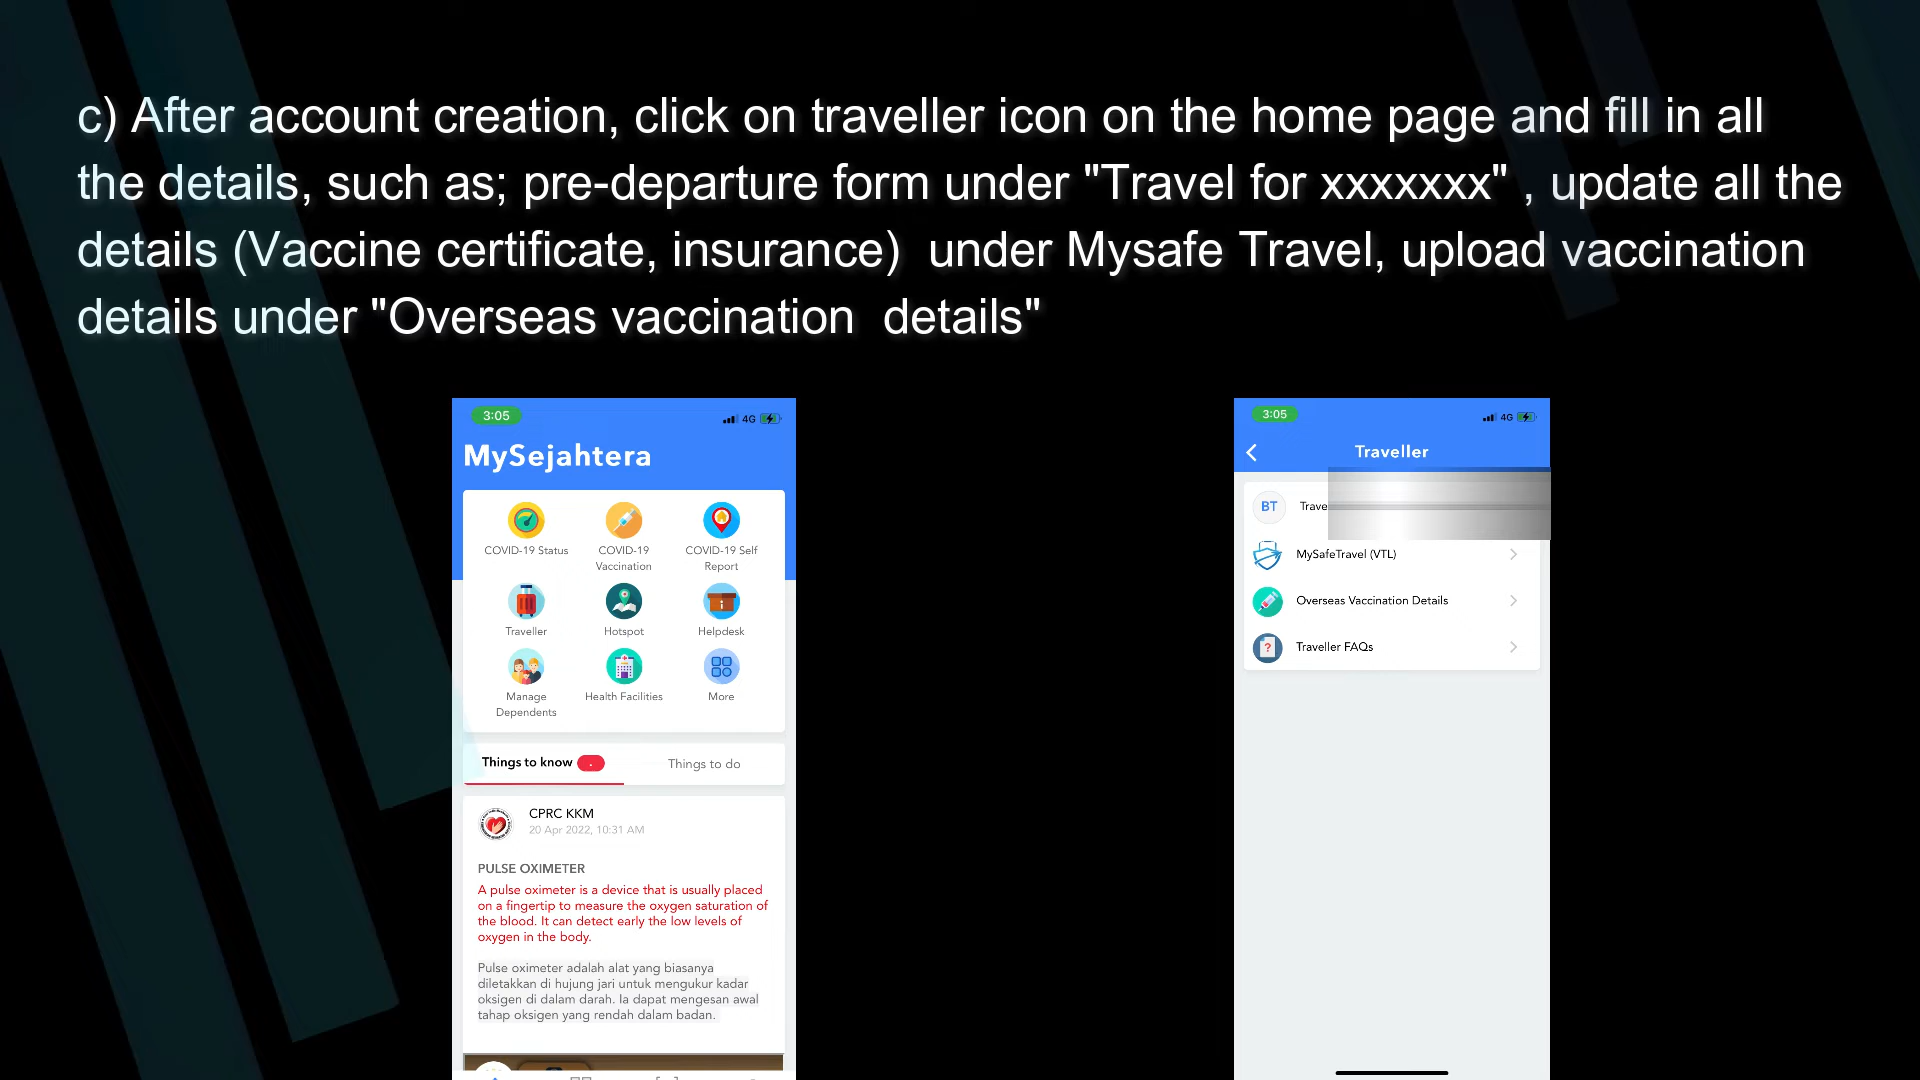 c) After account creation, click on traveller icon on the home page and fill in all
the details, such as; pre-departure form under "Travel for xxxxxxx" , update all the
details (Vaccine certificate, insurance)  under Mysafe Travel, upload vaccination
details under "Overseas vaccination  details"
3:05
4G
MySejahtera
COVID-19 Status
COVID-19
Vaccination
COVID-19 Self
Report
Traveller
Hotspot
Helpdesk
Manage
Dependents
Health Facilities
More
Things to know .
Things to do
CPRC KKM
20 Apr 2022, 10:31 AM
PULSE OXIMETER
A pulse oximeter is a device that is usually placed
on a fingertip to measure the oxygen saturation of
the blood. It can detect early the low levels of
oxygen in the body.
Pulse oximeter adalah alat yang biasanya
diletakkan di hujung jari untuk mengukur kadar
oksigen di dalam darah. Ia dapat mengesan awal
tahap oksigen yang rendah dalam badan.
3:05
4G
Traveller
BT
MySafeTravel (VTL)
Overseas Vaccination Details
Traveller FAQs